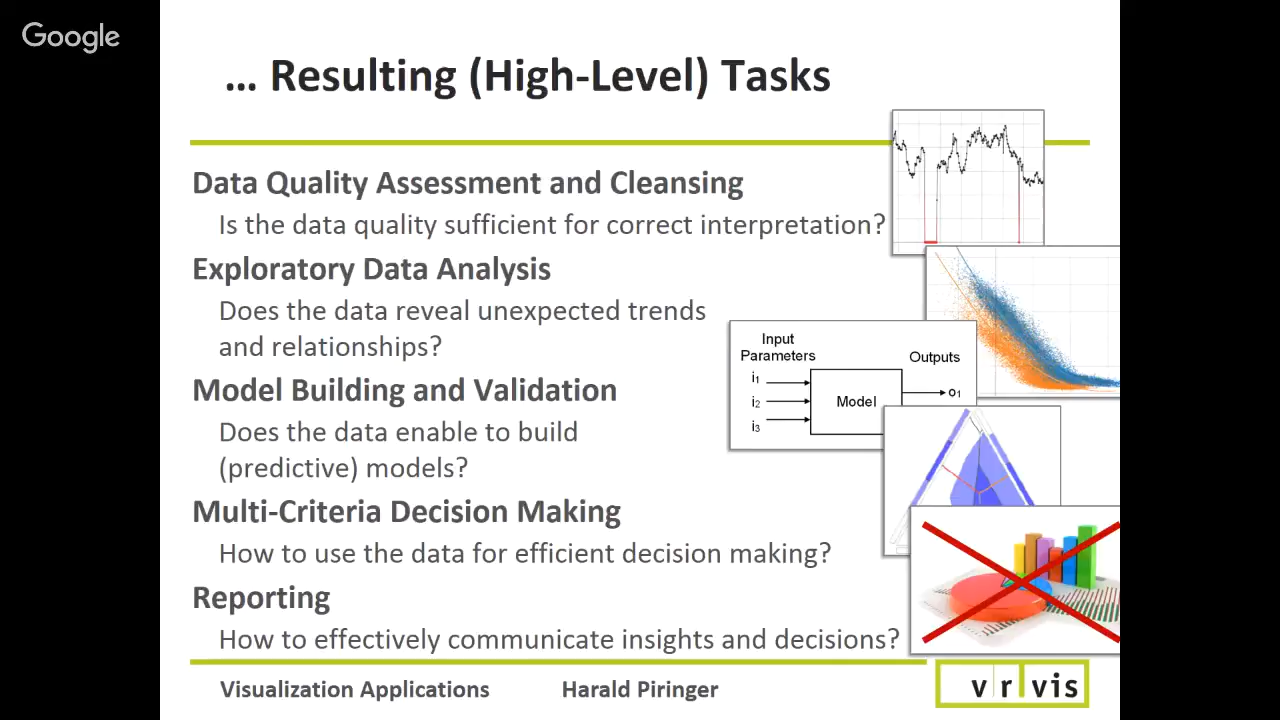 Google
… Resulting (High-Level) Tasks
Data Quality Assessment and Cleansing
Is the data quality sufficient for correct interpretation?
Exploratory Data Analysis
Does the data reveal unexpected trends
and relationships?
Input
Parameters
Outputs
i1
i2
i3
Model
o1
Model Building and Validation
Does the data enable to build
(predictive) models?
Multi-Criteria Decision Making
How to use the data for efficient decision making?
Reporting
How to effectively communicate insights and decisions?
Visualization Applications
Harald Piringer
vrvis